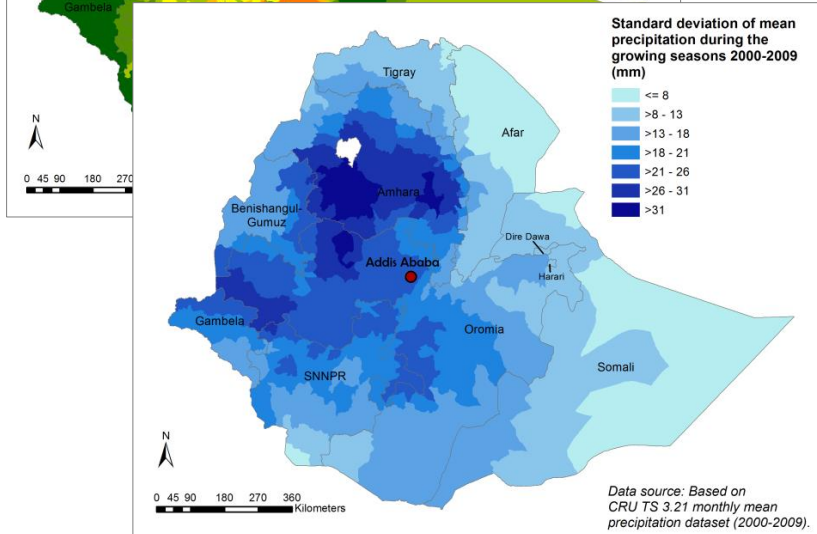 Gambela
N
0 45 90 180 270
Standard deviation of mean
precipitation during the
growing seasons 2000-2009
(mm)
<= 8
>8 - 13
>13 - 18
>18 - 21
>21 - 26
>26 - 31
>31
Tigray
Afar
Amhara
Benishangul-
Gumuz
Dire Dawa
Addis Ababa
Harari
Gambela
Oromia
Somali
SNNPR
N
0 45 90 180 270 360
Kilometers
Data source: Based on
CRU TS 3.21 monthly mean
precipitation dataset (2000-2009).